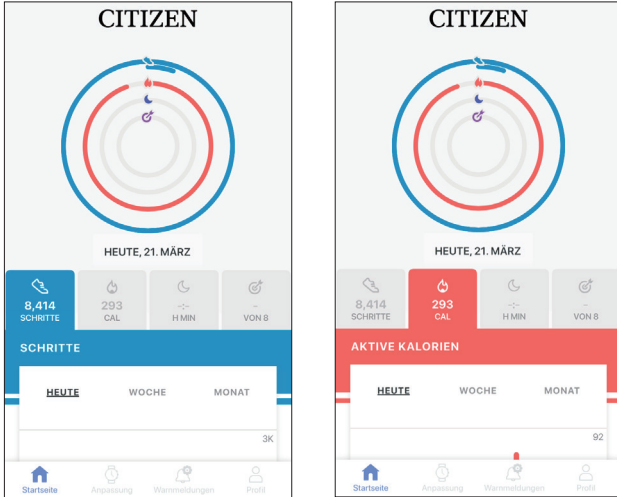 CITIZEN
HEUTE, 21. MÄRZ
8,414 293 -:- –
SCHRITTE CAL H MIN VON 8
SCHRITTE
HEUTE WOCHE MONAT
3K
Startseite Anpassung Warnmeldungen Profil
CITIZEN
HEUTE, 21. MÄRZ
8,414 293 -:- –
SCHRITTE CAL H MIN VON 8
AKTIVE KALORIEN
HEUTE WOCHE MONAT
92
Startseite Anpassung Warnmeldungen Profil